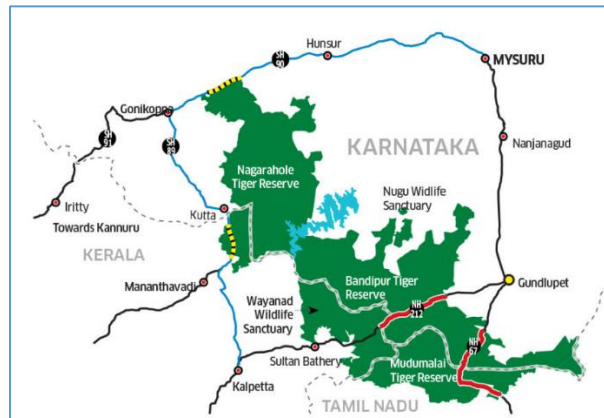 Hunsur
SH
90
MYSURU
Gonikoppa
SH
91
SH
89
KARNATAKA
Nanjanagud
Nagarahole
Tiger Reserve
Nugu Widlife
Sanctuary
Iritty
Kutta
Towards Kannuru
KERALA
Bandipur Tiger
Reserve
Gundlupet
Mananthavadi
Wayanad
Wildlife
Sanctuary
NH
212
NH
67
Sultan Bathery
Mudumalai
Tiger Reserve
Kalpetta
TAMIL NADU